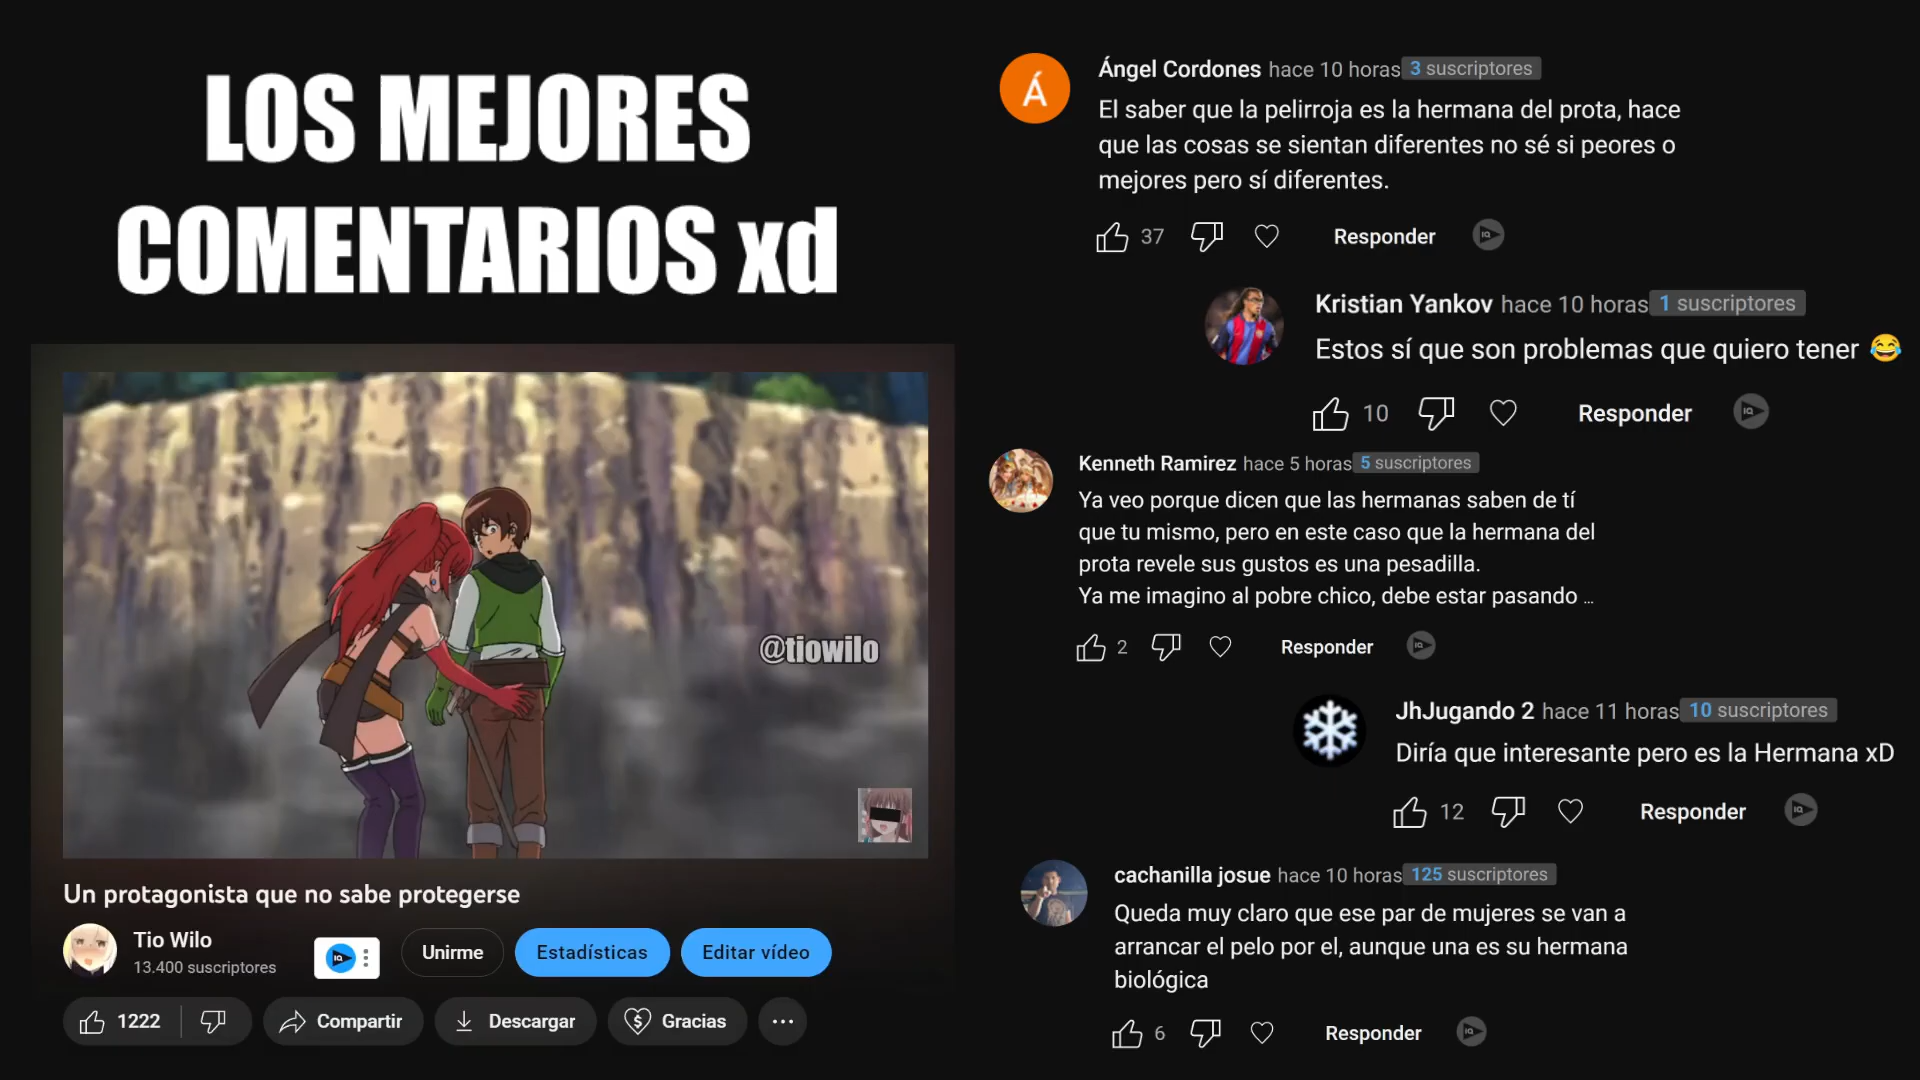 LOS MEJORES
COMENTARIOS xd
@tiowilo
Un protagonista que no sabe protegerse
Tio Wilo
13.400 suscriptores
IQ
Unirme
Estadísticas
Editar vídeo
1222
Compartir
Descargar
Gracias
Á
Ángel Cordones hace 10 horas 3 suscriptores
El saber que la pelirroja es la hermana del prota, hace
que las cosas se sientan diferentes no sé si peores o
mejores pero sí diferentes.
37 Responder IQ
Kristian Yankov hace 10 horas 1 suscriptores
Estos sí que son problemas que quiero tener 😂
10 Responder IQ
Kenneth Ramirez hace 5 horas 5 suscriptores
Ya veo porque dicen que las hermanas saben de tí
que tu mismo, pero en este caso que la hermana del
prota revele sus gustos es una pesadilla.
Ya me imagino al pobre chico, debe estar pasando ...
2 Responder IQ
JhJugando 2 hace 11 horas 10 suscriptores
Diría que interesante pero es la Hermana xD
12 Responder IQ
cachanilla josue hace 10 horas 125 suscriptores
Queda muy claro que ese par de mujeres se van a
arrancar el pelo por el, aunque una es su hermana
biológica
6 Responder IQ